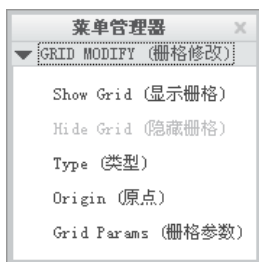 菜单管理器
GRID MODIFY (栅格修改)
Show Grid (显示栅格)
Hide Grid (隐藏栅格)
Type (类型)
Origin (原点)
Grid Params (栅格参数)